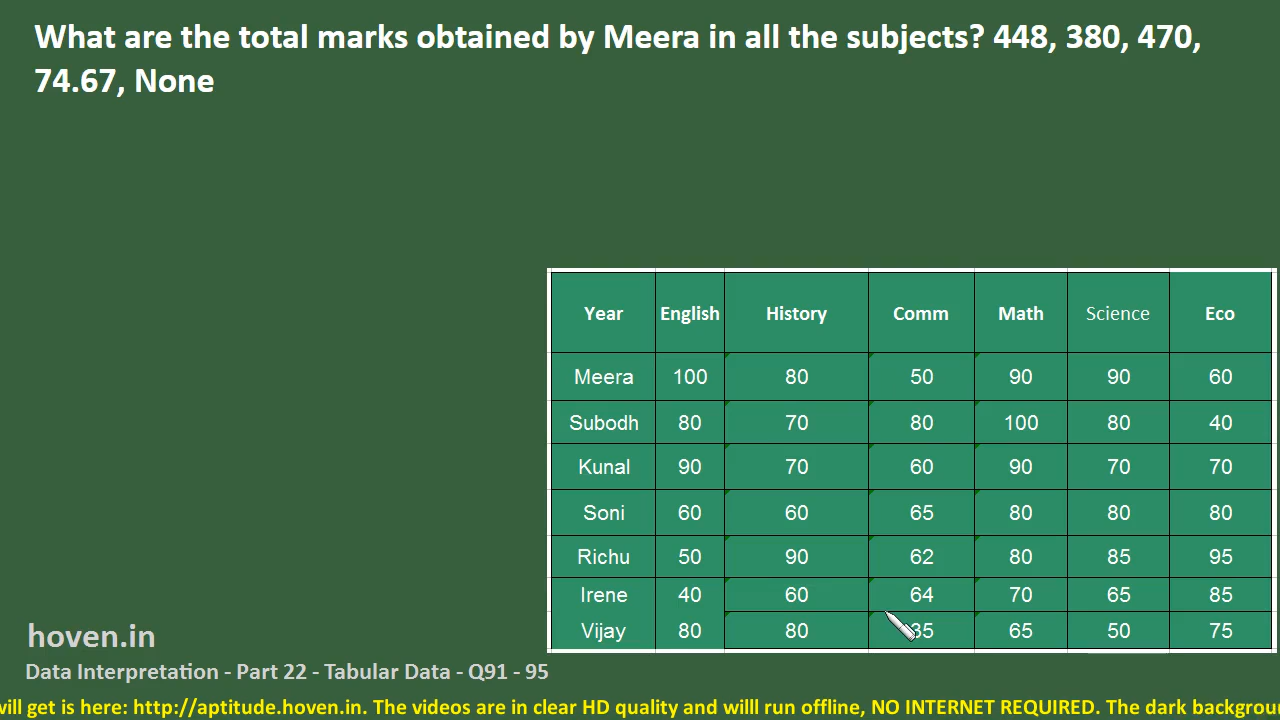 What are the total marks obtained by Meera in all the subjects? 448, 380, 470,
74.67, None
Year English History Comm Math Science Eco
Meera 100 80 50 90 90 60
Subodh 80 70 80 100 80 40
Kunal 90 70 60 90 70 70
Soni 60 60 65 80 80 80
Richu 50 90 62 80 85 95
Irene 40 60 64 70 65 85
Vijay 80 80 35 65 50 75
hoven.in
Data Interpretation - Part 22 - Tabular Data - Q91 - 95
will get is here: http://aptitude.hoven.in. The videos are in clear HD quality and willl run offline, NO INTERNET REQUIRED. The dark backgroun